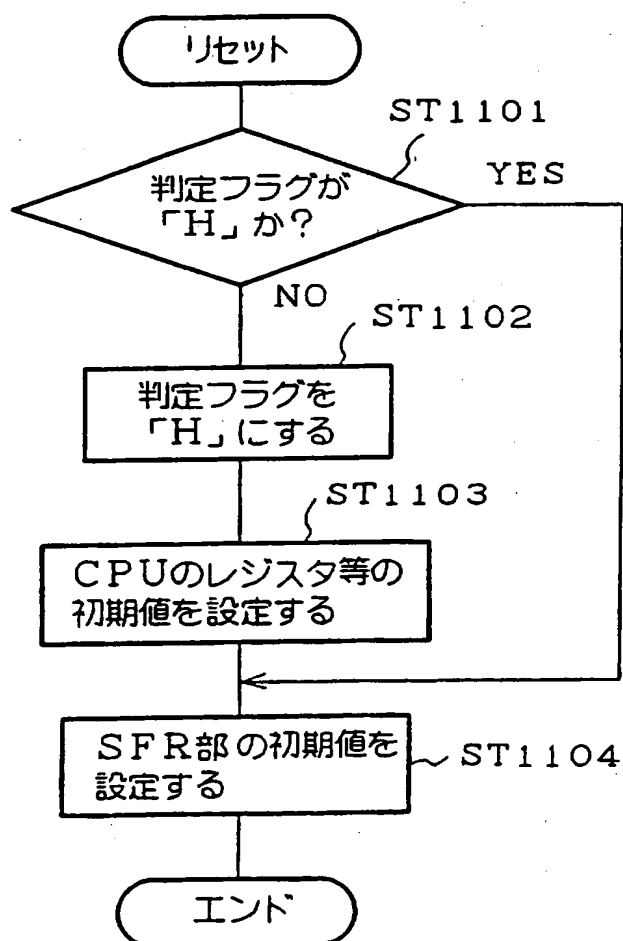 リセット
ST1101
判定フラグが
「H」か?
YES
NO
ST1102
判定フラグを
「H」にする
ST1103
CPUのレジスタ等の
初期値を設定する
SFR部の初期値を
設定する
ST1104
エンド